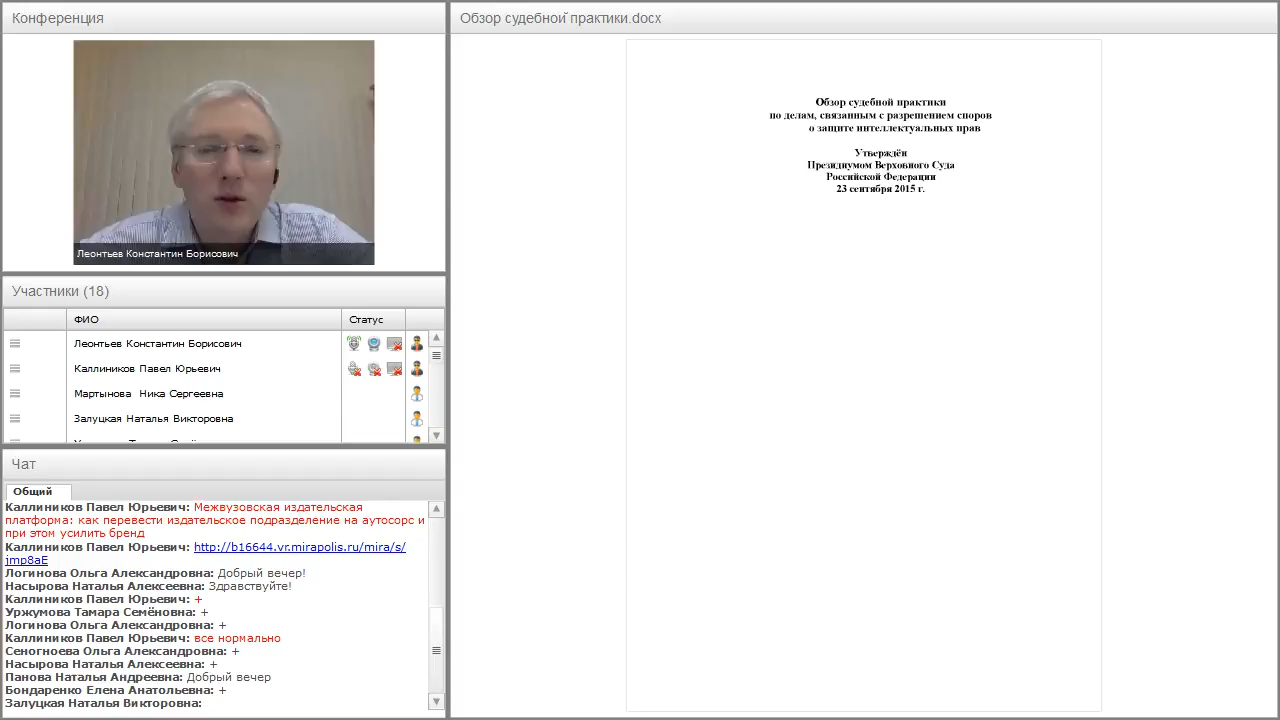 Конференция
Леонтьев Константин Борисович
Участники (18)
ФИО Статус
Леонтьев Константин Борисович
Каллиников Павел Юрьевич
Мартынова Ника Сергеевна
Залуцкая Наталья Викторовна
Чат
Общий
Каллиников Павел Юрьевич: Межвузовская издательская
платформа: как перевести издательское подразделение на аутосорс и
при этом усилить бренд
Каллиников Павел Юрьевич: http://b16644.vr.mirapolis.ru/mira/s/
jmp8aE
Логинова Ольга Александровна: Добрый вечер!
Насырова Наталья Алексеевна: Здравствуйте!
Каллиников Павел Юрьевич: +
Уржумова Тамара Семёновна: +
Логинова Ольга Александровна: +
Каллиников Павел Юрьевич: все нормально
Сеногноева Ольга Александровна: +
Насырова Наталья Алексеевна: +
Панова Наталья Андреевна: Добрый вечер
Бондаренко Елена Анатольевна: +
Залуцкая Наталья Викторовна:
Обзор судебной практики.docx
Обзор судебной практики
по делам, связанным с разрешением споров
о защите интеллектуальных прав
Утверждён
Президиумом Верховного Суда
Российской Федерации
23 сентября 2015 г.